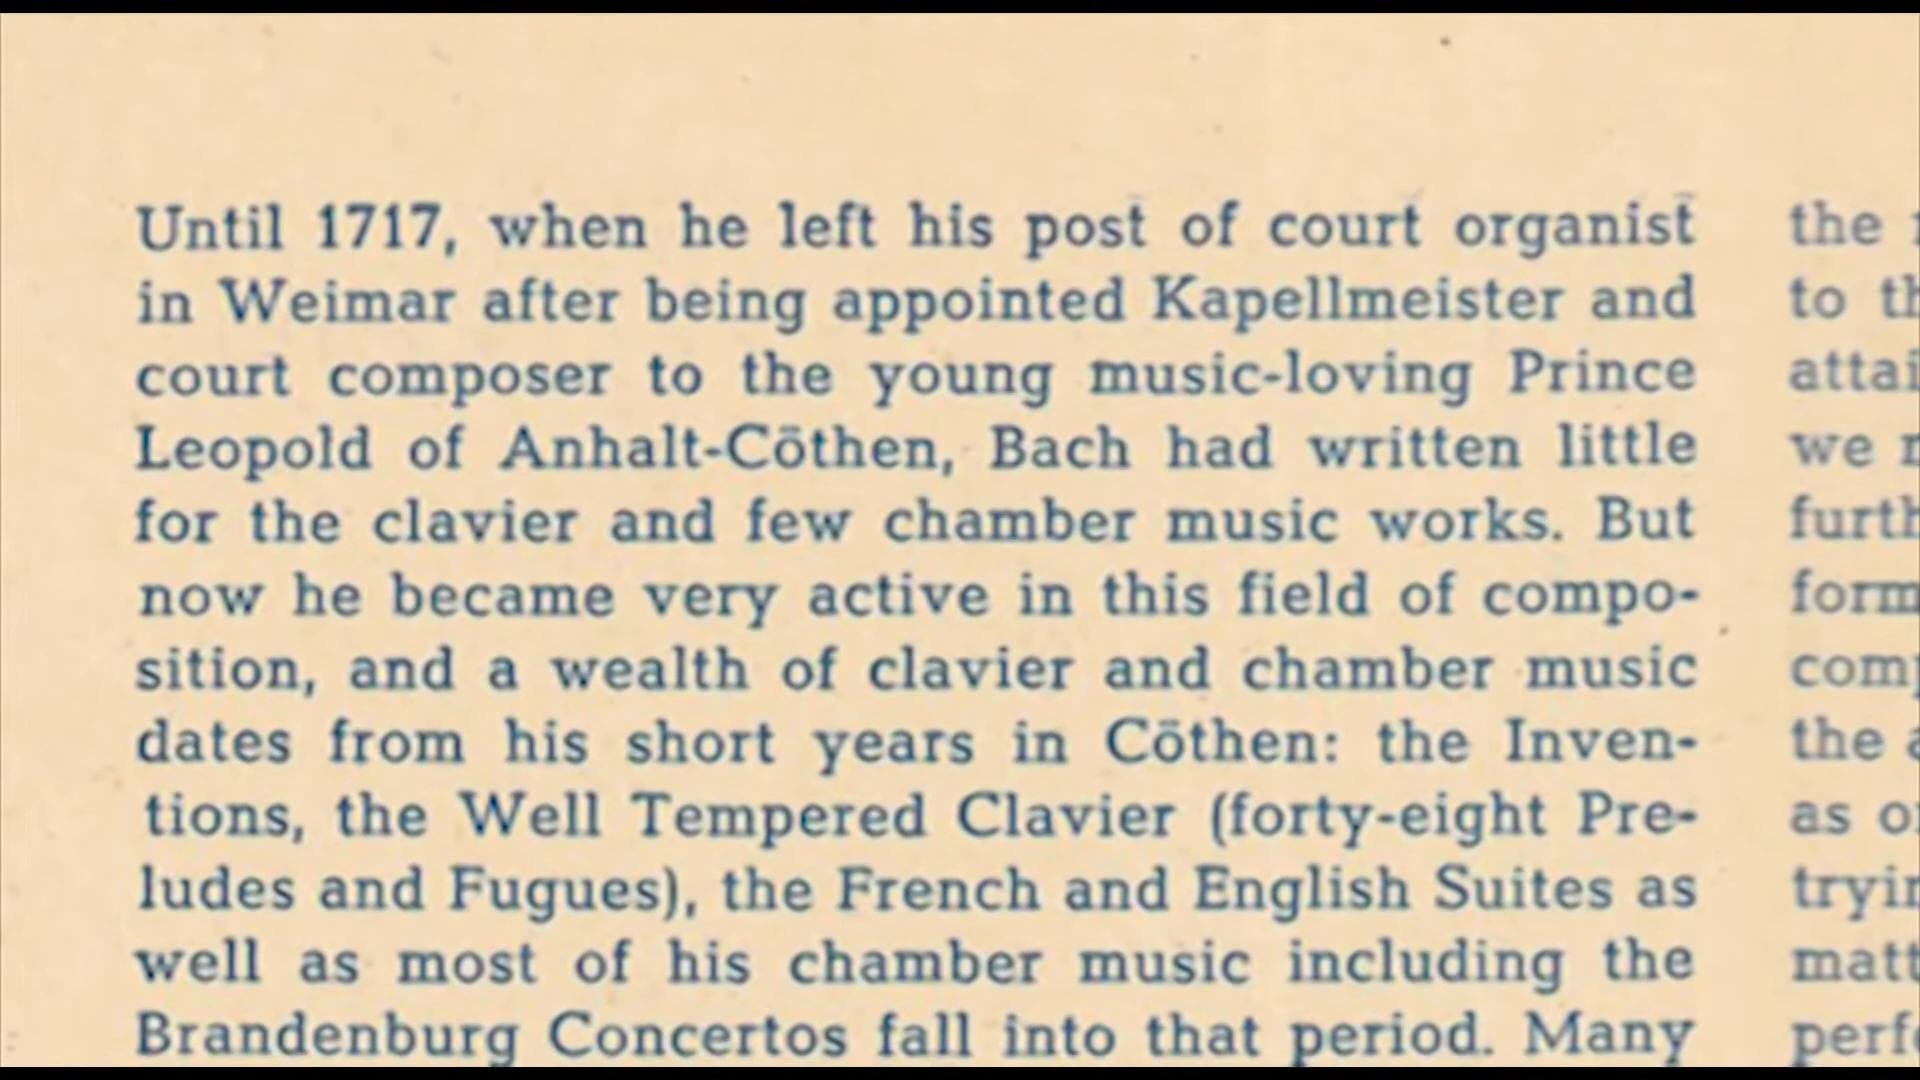 Until 1717, when he left his post of court organist
in Weimar after being appointed Kapellmeister and
court composer to the young music-loving Prince
Leopold of Anhalt-Cöthen, Bach had written little
for the clavier and few chamber music works. But
now he became very active in this field of compo-
sition, and a wealth of clavier and chamber music
dates from his short years in Cöthen: the Inven-
tions, the Well Tempered Clavier (forty-eight Pre-
ludes and Fugues), the French and English Suites as
well as most of his chamber music including the
Brandenburg Concertos fall into that period. Many
the
to
we
the
as